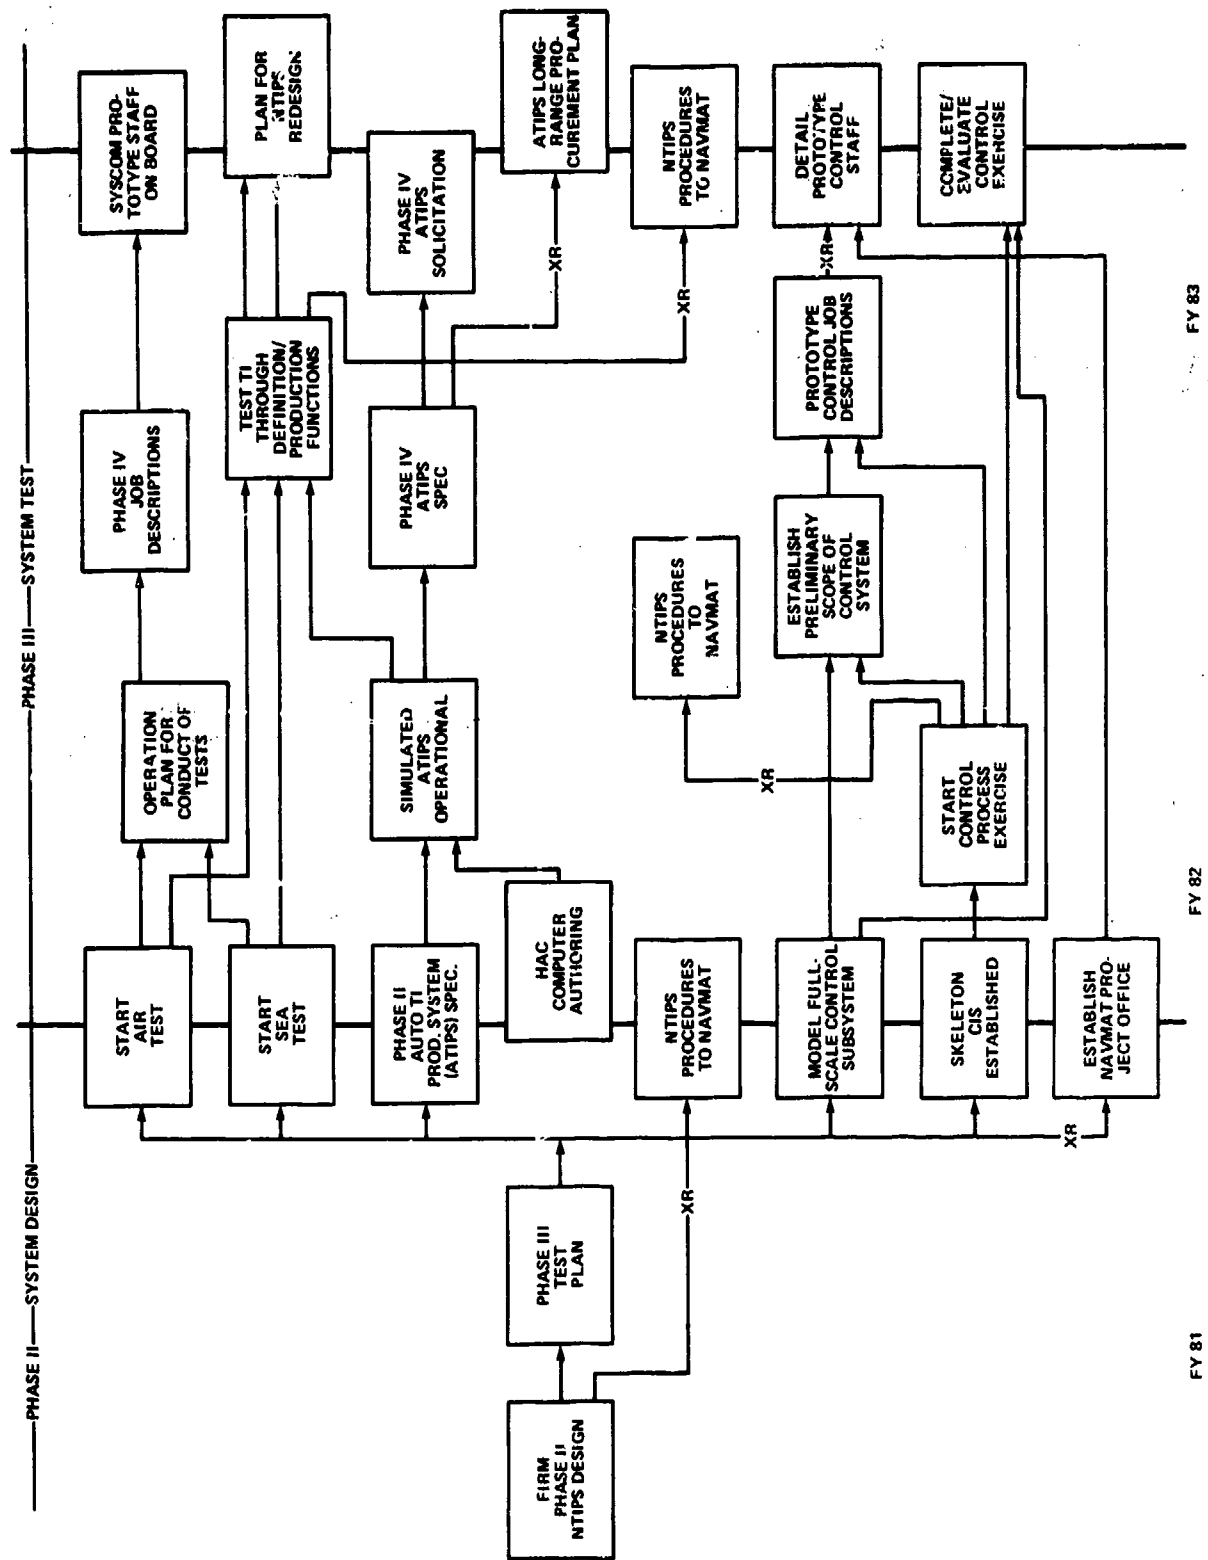 PHASE II
SYSTEM DESIGN
PHASE III
SYSTEM TEST
FIRM
PHASE II
NTIPS DESIGN
PHASE III
TEST
PLAN
XR
XR
START
AIR
TEST
START
SEA
TEST
PHASE II
AUTO TI
PROD. SYSTEM
(ATIPS) SPEC.
HAC
COMPUTER
AUTHORING
NTIPS
PROCEDURES
TO NAVMAT
MODEL FULL-
SCALE CONTROL
SUBSYSTEM
SKELETON
CIS
ESTABLISHED
ESTABLISH
NAVMAT PRO-
JECT OFFICE
OPERATION
PLAN FOR
CONDUCT OF
TESTS
SIMULATED
ATIPS
OPERATIONAL
XR
START
CONTROL
PROCESS
EXERCISE
PHASE IV
JOB
DESCRIPTIONS
TEST TI
THROUGH
DEFINITION/
PRODUCTION
FUNCTIONS
PHASE IV
ATIPS
SPEC
NTIPS
PROCEDURES
TO
NAVMAT
ESTABLISH
PRELIMINARY
SCOPE OF
CONTROL
SYSTEM
PROTOTYPE
CONTROL JOB
DESCRIPTIONS
XR
XR
XR
SYSCOM PRO-
TOTYPE STAFF
ON BOARD
PLAN FOR
NTIPS
REDESIGN
PHASE IV
ATIPS
SOLICITATION
ATIPS LONG-
RANGE PRO-
CUREMENT PLAN
NTIPS
PROCEDURES
TO NAVMAT
DETAIL
PROTOTYPE
CONTROL
STAFF
COMPLETE/
EVALUATE
CONTROL
EXERCISE
FY 81
FY 82
FY 83